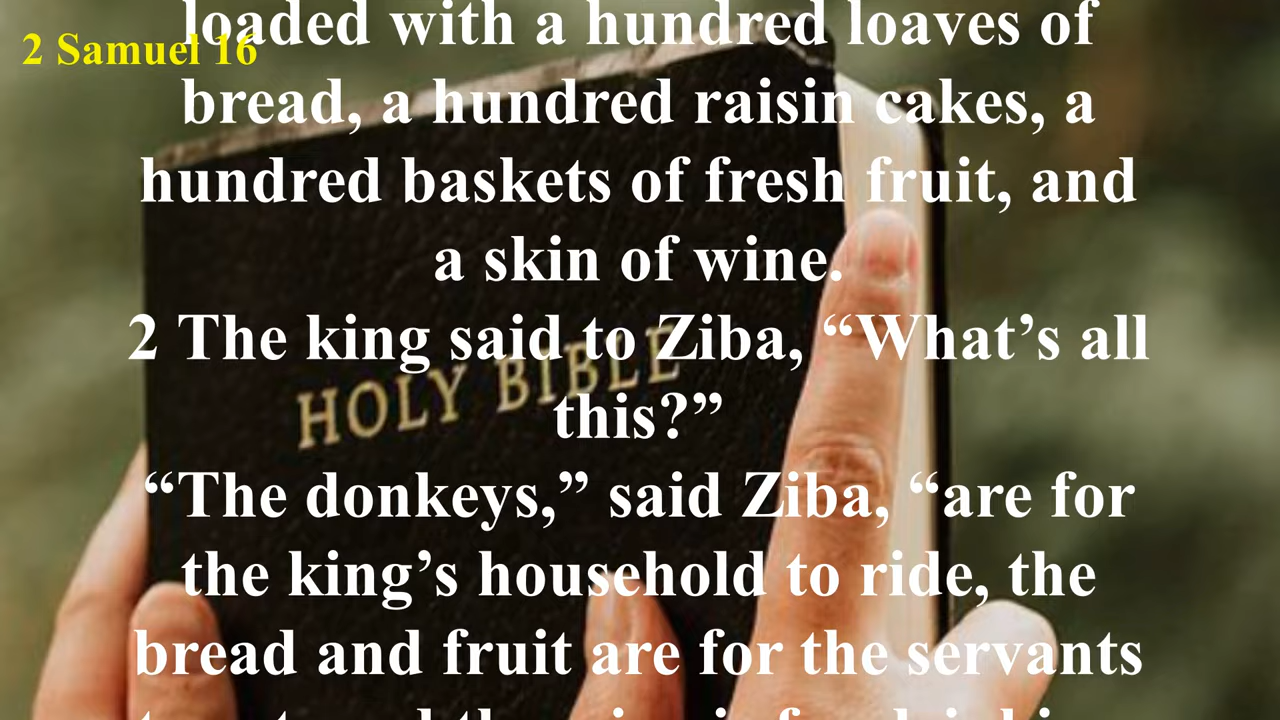 2 Samuel 16
loaded with a hundred loaves of
bread, a hundred raisin cakes, a
hundred baskets of fresh fruit, and
a skin of wine.
2 The king said to Ziba, “What’s all
this?”
“The donkeys,” said Ziba, “are for
the king’s household to ride, the
bread and fruit are for the servants
HOLY BIBLE